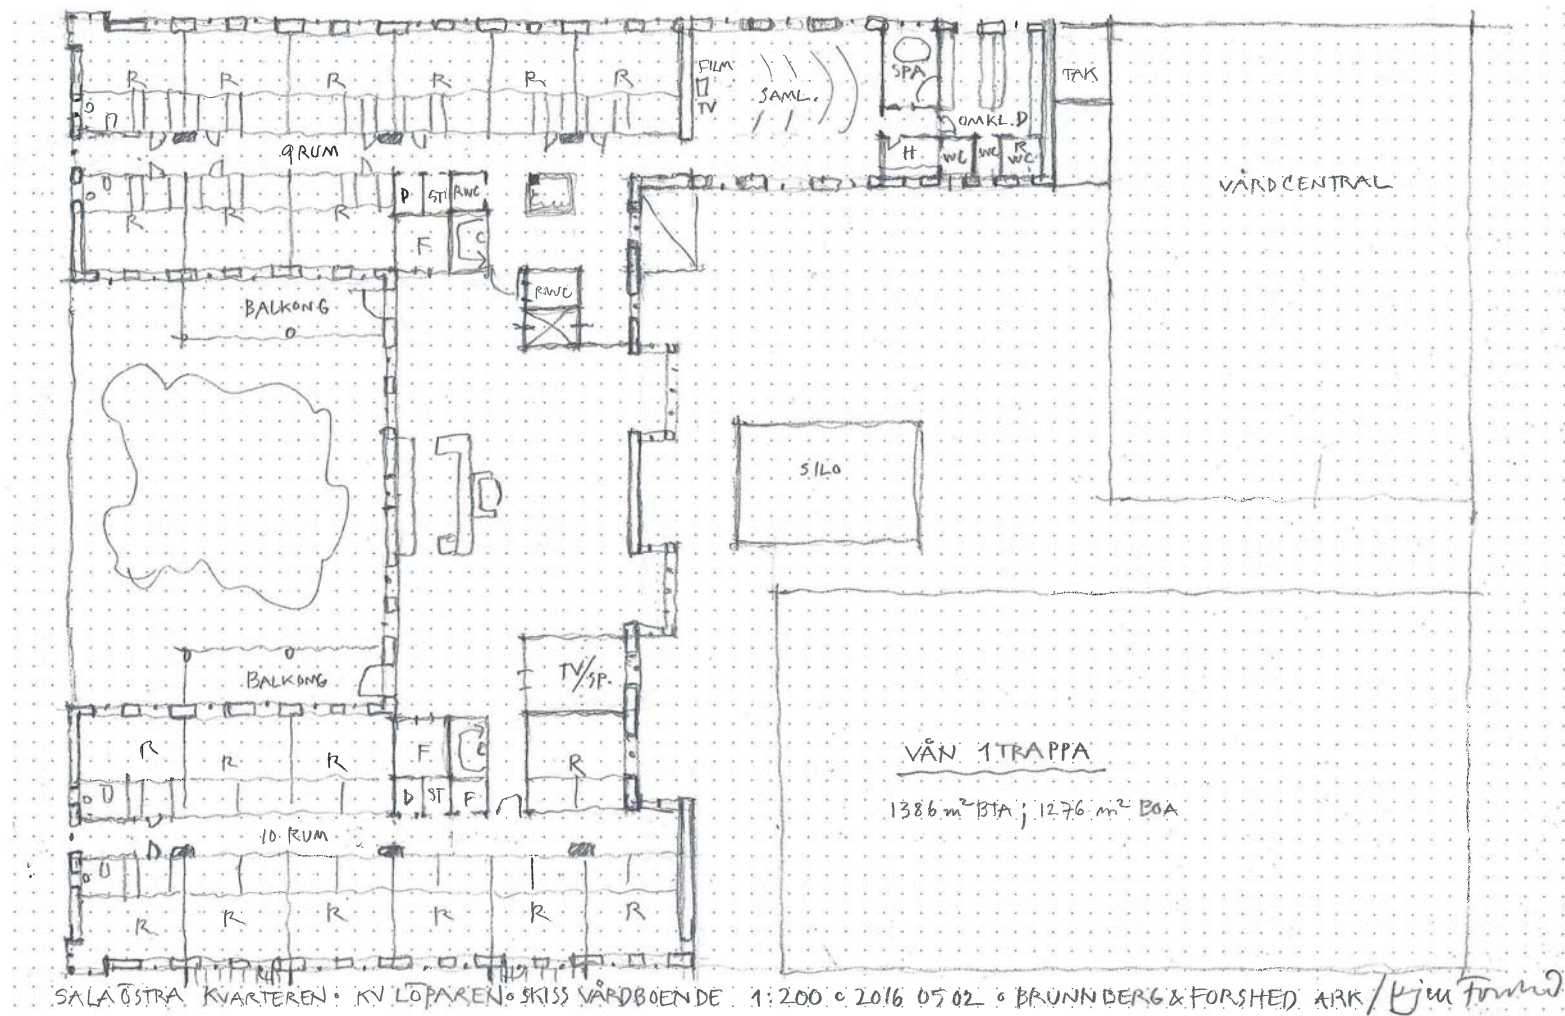 R R R R R R
FILM
TV
SAML.
SPA
TAK
OMKL.D
H WC WC R
WC
9 RUM
VÅRDCENTRAL
D ST RWC
R R R
F C
RWC
BALKONG
SILO
TV/SP.
BALKONG
R R R
F C
R
D ST F
VÅN 1 TRAPPA
1386 m² BTA ; 1276 m² BOA
10 RUM
R R R R R R
SALA ÖSTRA KVARTEREN • KV LÖPAREN • SKISS VÅRDBOENDE 1:200 • 2016 05 02 • BRUNNBERG & FORSHED ARK / Kjell Forshed